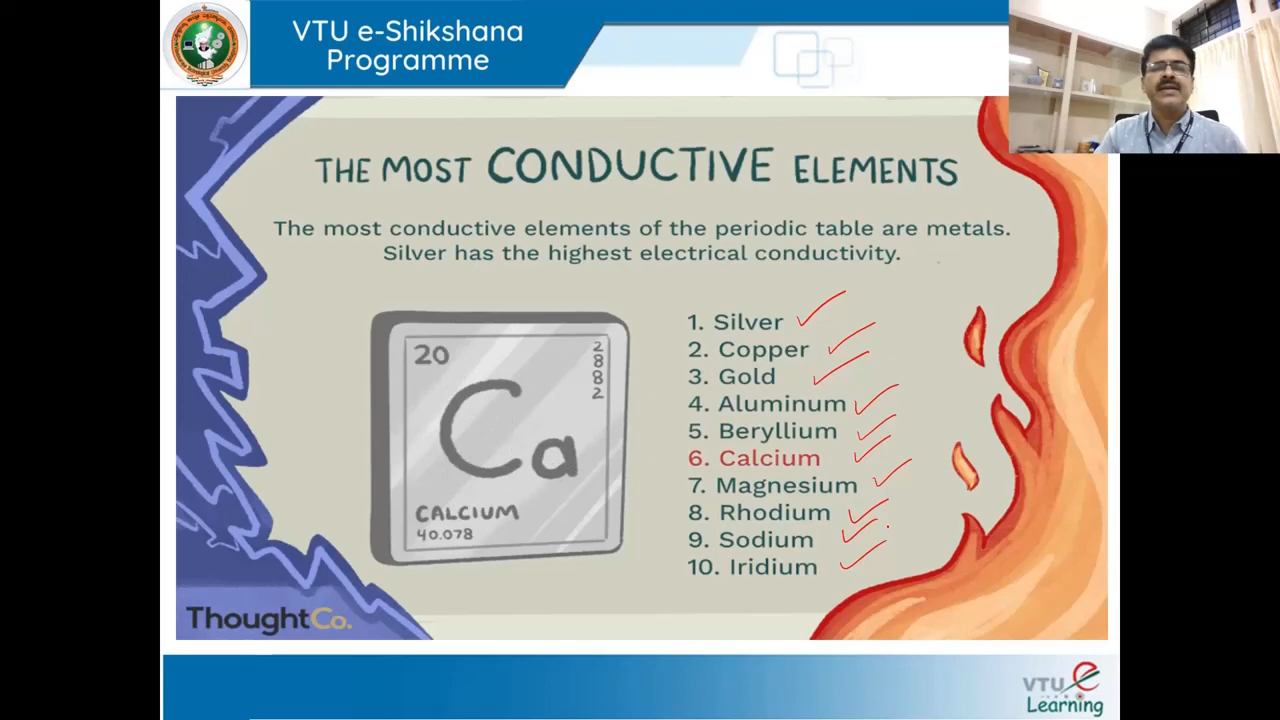 VTU e-Shikshana
Programme
THE MOST CONDUCTIVE ELEMENTS
The most conductive elements of the periodic table are metals.
Silver has the highest electrical conductivity.
20
2
8
8
2
Ca
CALCIUM
40.078
1. Silver
2. Copper
3. Gold
4. Aluminum
5. Beryllium
6. Calcium
7. Magnesium
8. Rhodium
9. Sodium
10. Iridium
ThoughtCo.
VTU e
Learning